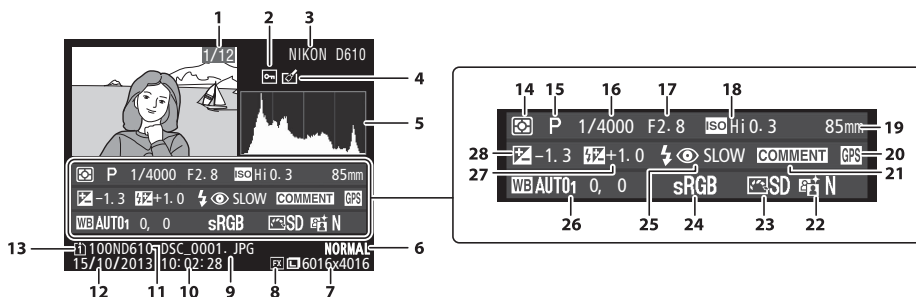 1 2 3
1/12 NIKON D610
4
5
P 1/4000 F2.8 ISO Hi 0.3 85mm
-1.3 +1.0 SLOW COMMENT GPS
WB AUTO1 0, 0 sRGB SD N
13 100ND610 DSC_0001.JPG NORMAL 6
15/10/2013 10:02:28 FX 6016x4016
12 11 10 9 8 7
14 15 16 17 18
P 1/4000 F2.8 ISO Hi 0.3 85mm 19
28 -1.3 +1.0 SLOW COMMENT GPS 20
27 21
WB AUTO1 0, 0 sRGB SD N
26 25 24 23 22